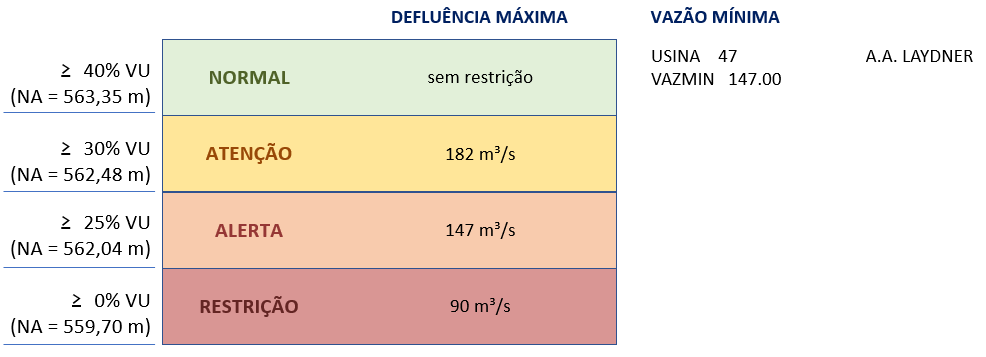 DEFLUÊNCIA MÁXIMA VAZÃO MÍNIMA
USINA 47 A.A. LAYDNER
VAZMIN 147.00
≥ 40% VU
(NA = 563,35 m)
NORMAL sem restrição
≥ 30% VU
(NA = 562,48 m)
ATENÇÃO 182 m³/s
≥ 25% VU
(NA = 562,04 m)
ALERTA 147 m³/s
≥ 0% VU
(NA = 559,70 m)
RESTRIÇÃO 90 m³/s